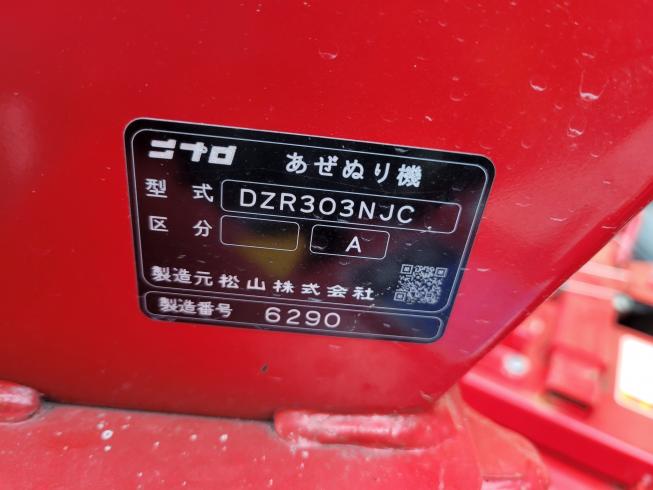 ニプロ あぜぬり機
型式 DZR303NJC
区分 A
製造元 松山株式会社
製造番号 6290